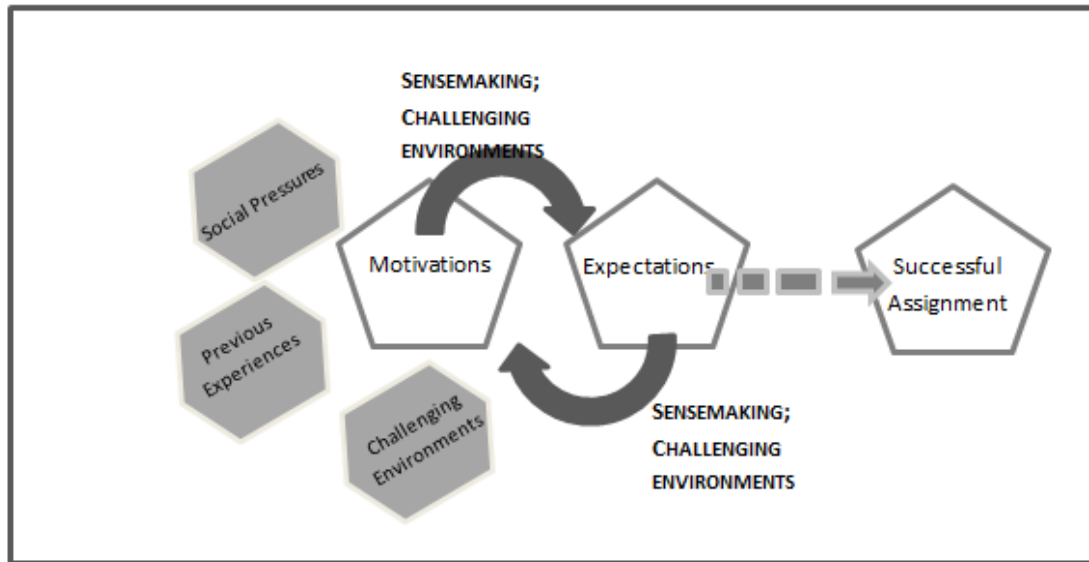 SENSEMAKING;
CHALLENGING
ENVIRONMENTS
Social Pressures
Motivations
Expectations
Successful
Assignment
Previous
Experiences
Challenging
Environments
SENSEMAKING;
CHALLENGING
ENVIRONMENTS